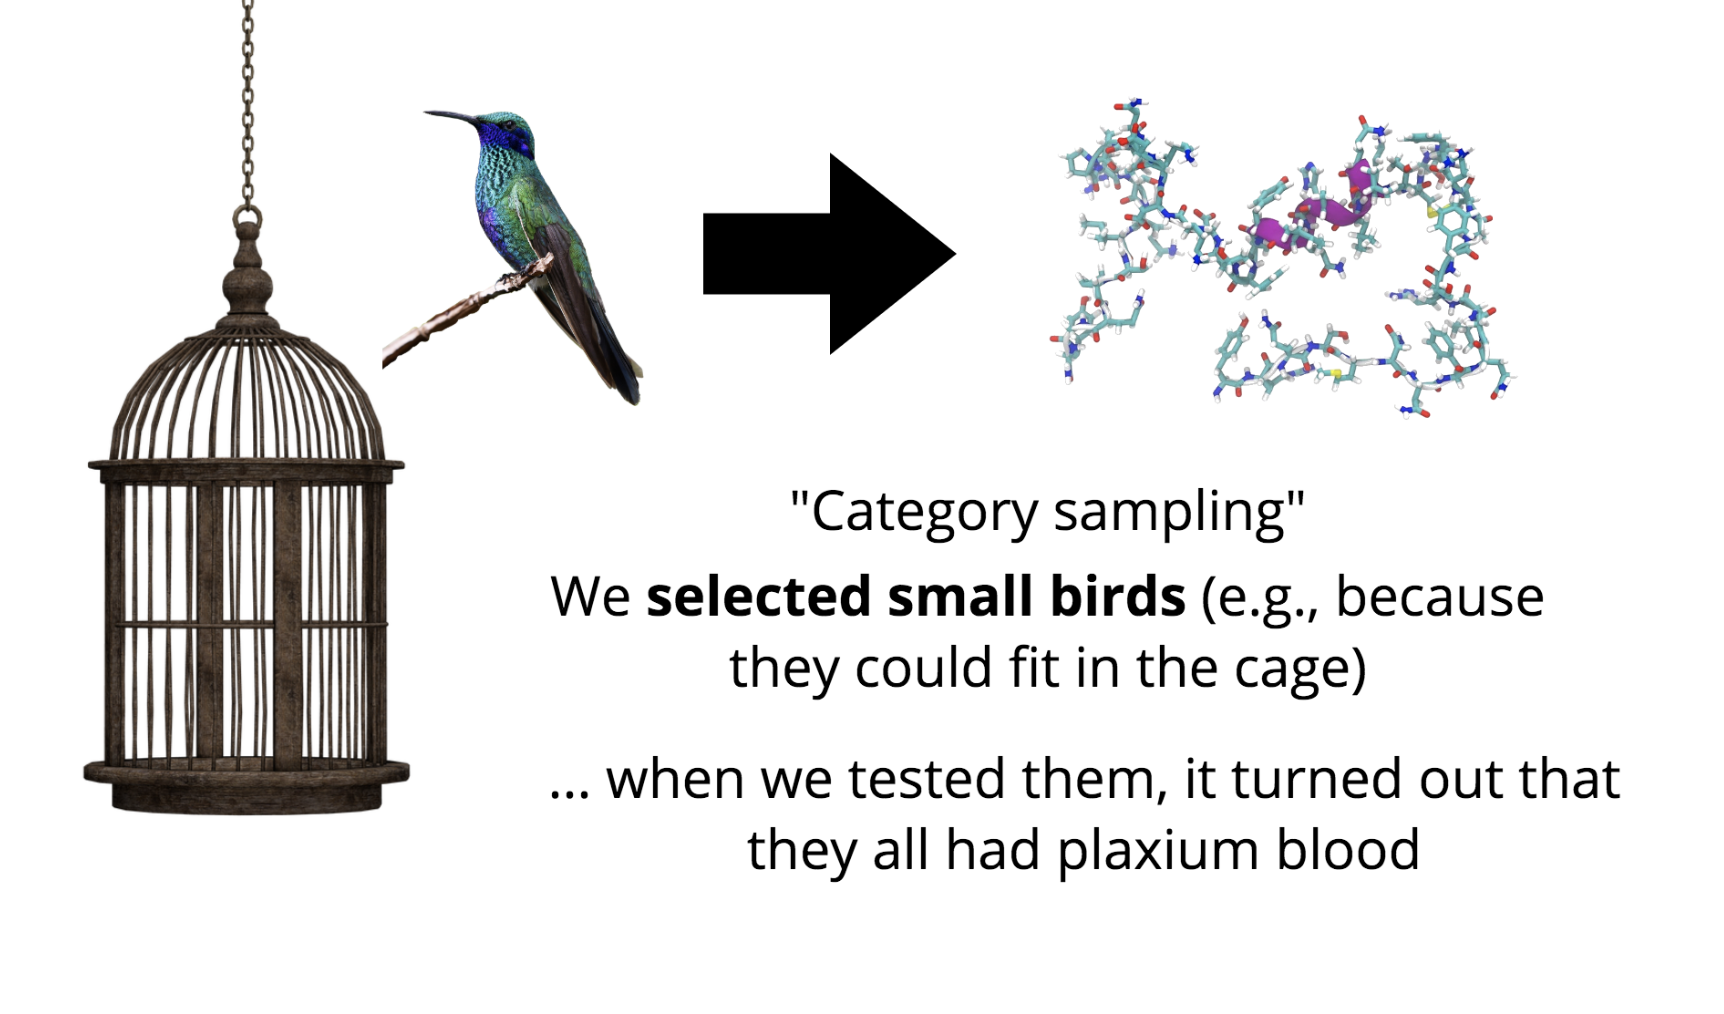 "Category sampling"
We selected small birds (e.g., because
they could fit in the cage)
... when we tested them, it turned out that
they all had plaxium blood